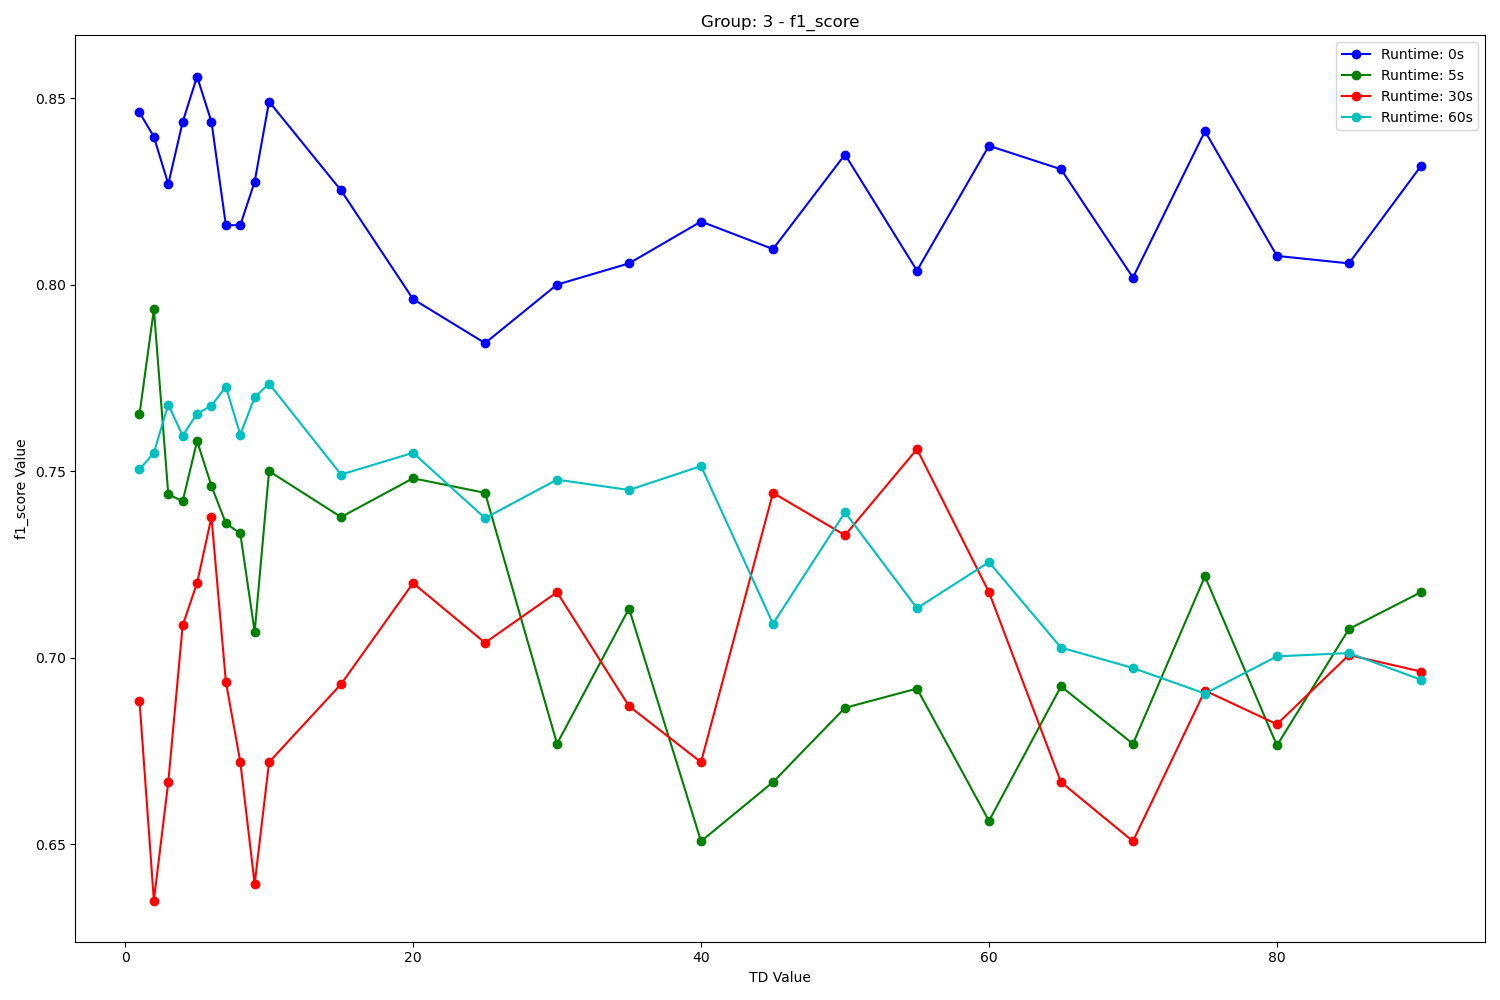 Group: 3 - f1_score
Runtime: 0s
Runtime: 5s
Runtime: 30s
Runtime: 60s
0.85
0.80
0.75
0.70
0.65
f1_score Value
0 20 40 60 80
TD Value